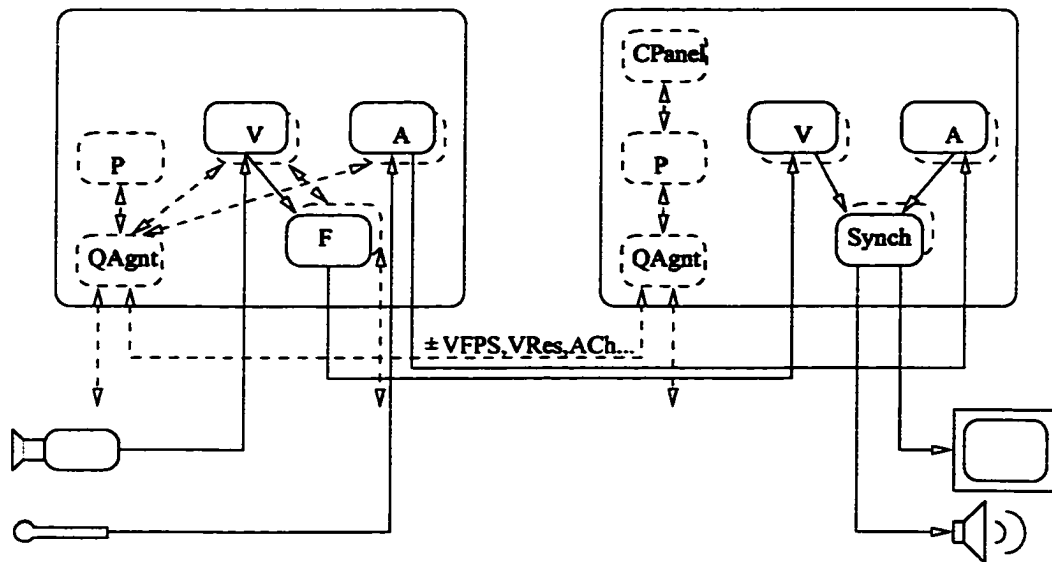 V
A
P
F
QAgnt
CPanel
V
A
P
Synch
QAgnt
± VFPS,VRes,ACh...